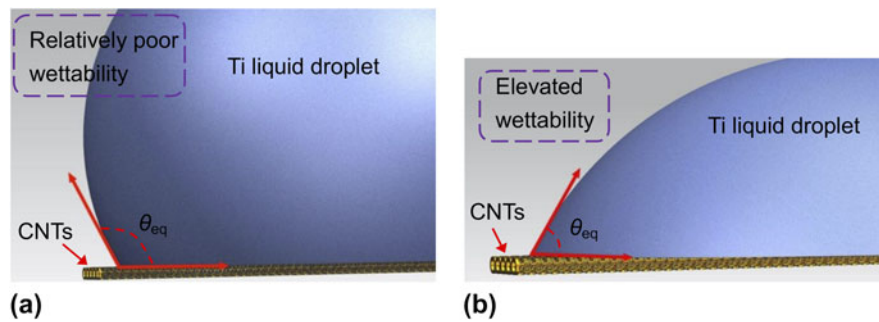 Relatively poor
wettability
Ti liquid droplet
CNTs
θeq
(a)
Elevated
wettability
Ti liquid droplet
CNTs
θeq
(b)